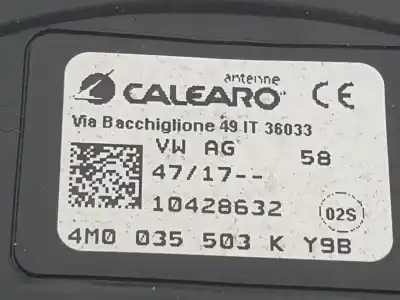 antenne
CALEARO
CE
Via Bacchiglione 49 IT 36033
VW AG 58
47/17--
10428632
02S
4M0 035 503 K Y9B